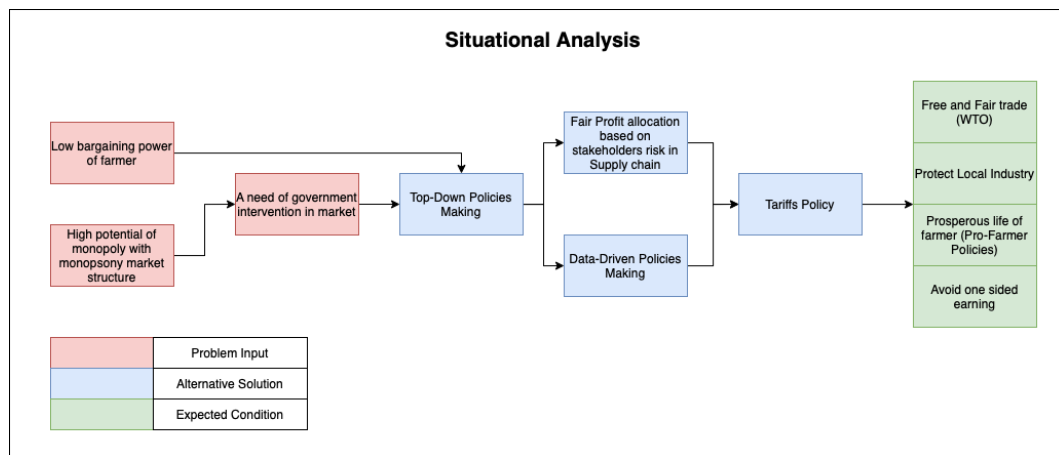 Situational Analysis
Low bargaining power
of farmer
High potential of
monopoly with
monopsony market
structure
A need of government
intervention in market
Top-Down Policies
Making
Fair Profit allocation
based on
stakeholders risk in
Supply chain
Data-Driven Policies
Making
Tariffs Policy
Free and Fair trade
(WTO)
Protect Local Industry
Prosperous life of
farmer (Pro-Farmer
Policies)
Avoid one sided
earning
Problem Input
Alternative Solution
Expected Condition